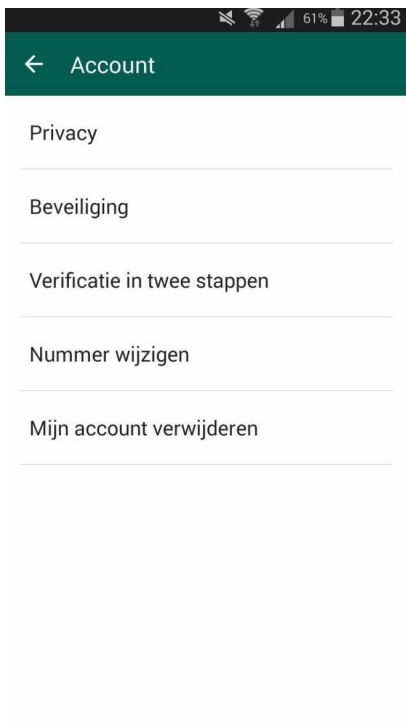 61% 22:33
Account
Privacy
Beveiliging
Verificatie in twee stappen
Nummer wijzigen
Mijn account verwijderen